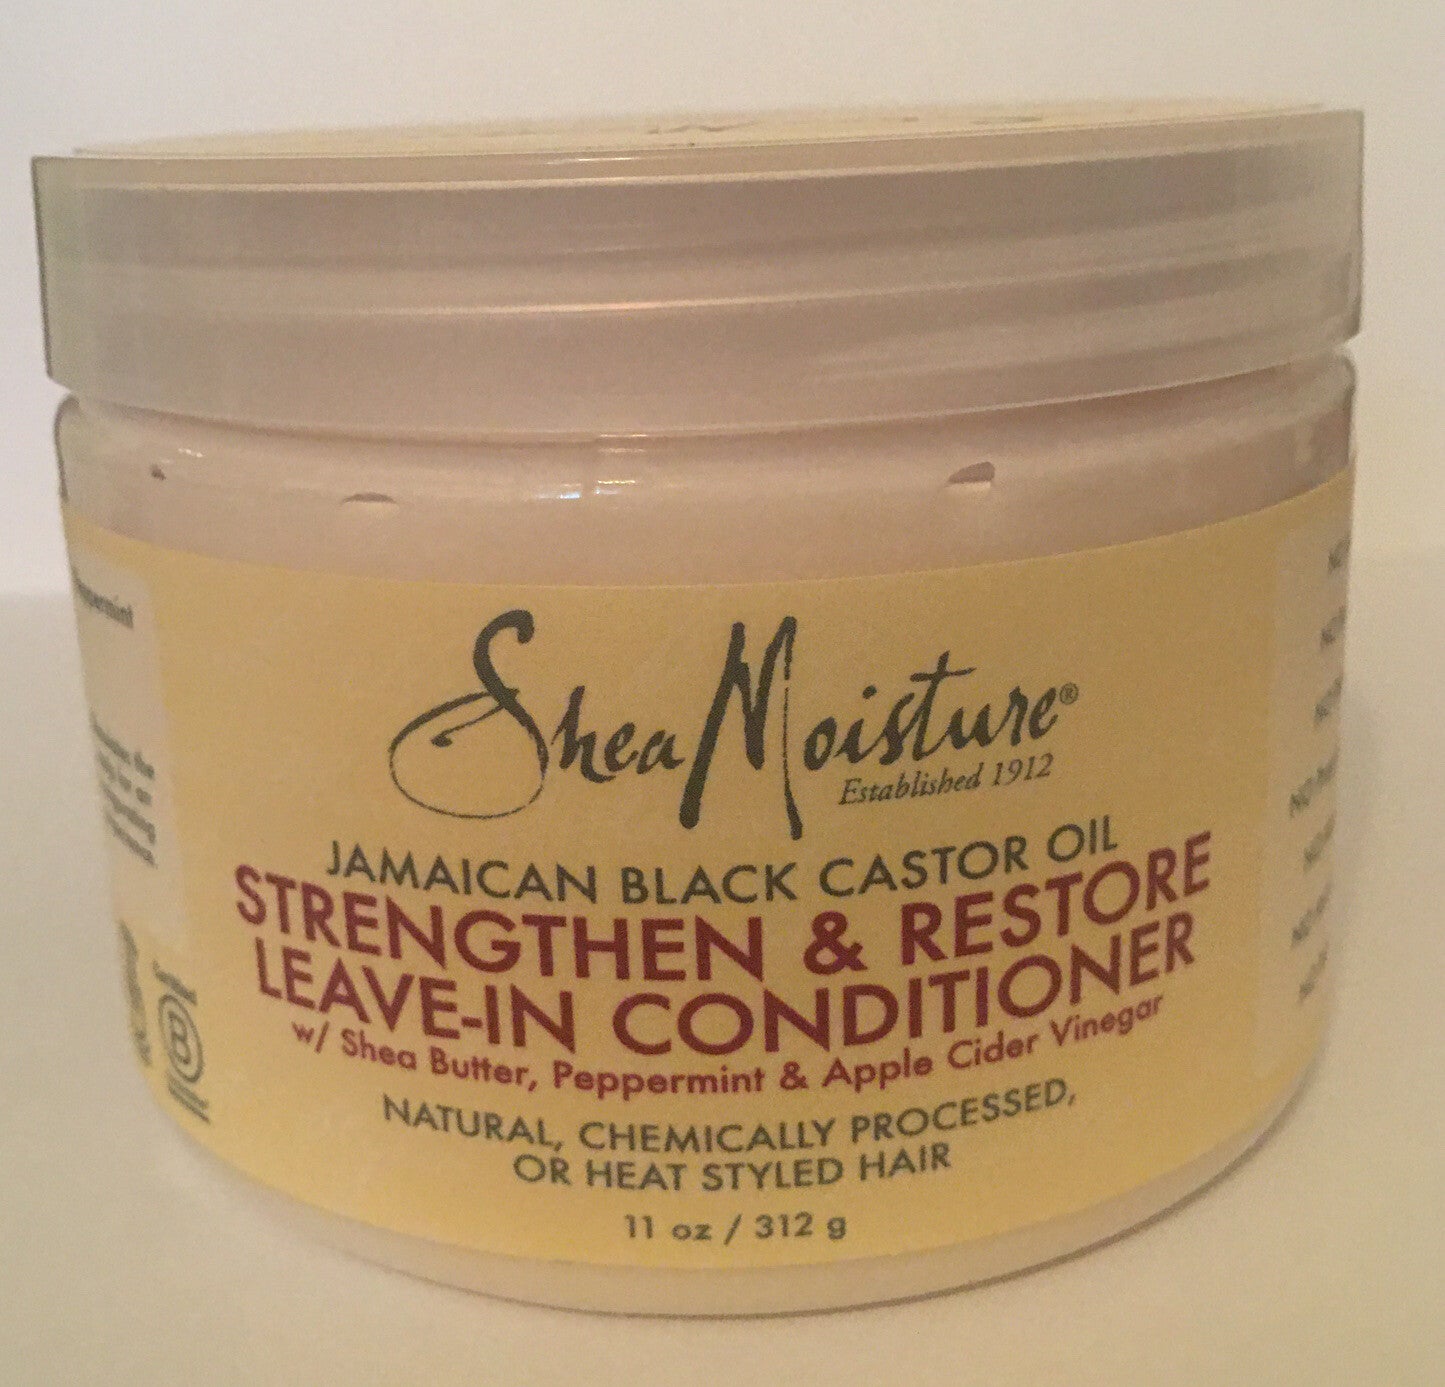 SheaMoisture®
Established 1912
JAMAICAN BLACK CASTOR OIL
STRENGTHEN & RESTORE
LEAVE-IN CONDITIONER
w/ Shea Butter, Peppermint & Apple Cider Vinegar
NATURAL, CHEMICALLY PROCESSED,
OR HEAT STYLED HAIR
11 oz / 312 g